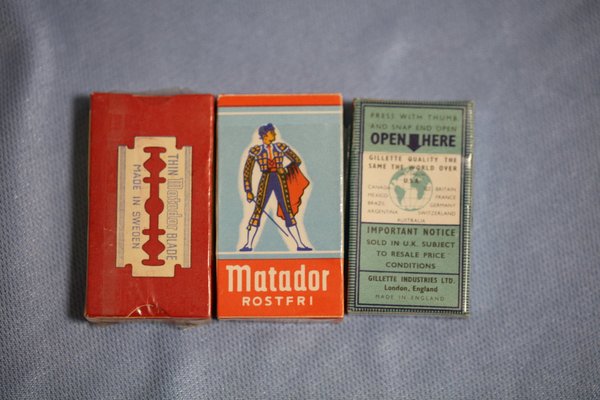 THIN Matador BLADE
MADE IN SWEDEN
Matador
ROSTFRI
PRESS WITH THUMB
AND SNAP END OPEN
OPEN HERE
GILLETTE QUALITY THE
SAME THE WORLD OVER
U.S.A.
CANADA BRITAIN
MEXICO FRANCE
BRAZIL GERMANY
ARGENTINA SWITZERLAND
AUSTRALIA
IMPORTANT NOTICE
SOLD IN U.K. SUBJECT
TO RESALE PRICE
CONDITIONS
GILLETTE INDUSTRIES LTD.
London, England
MADE IN ENGLAND